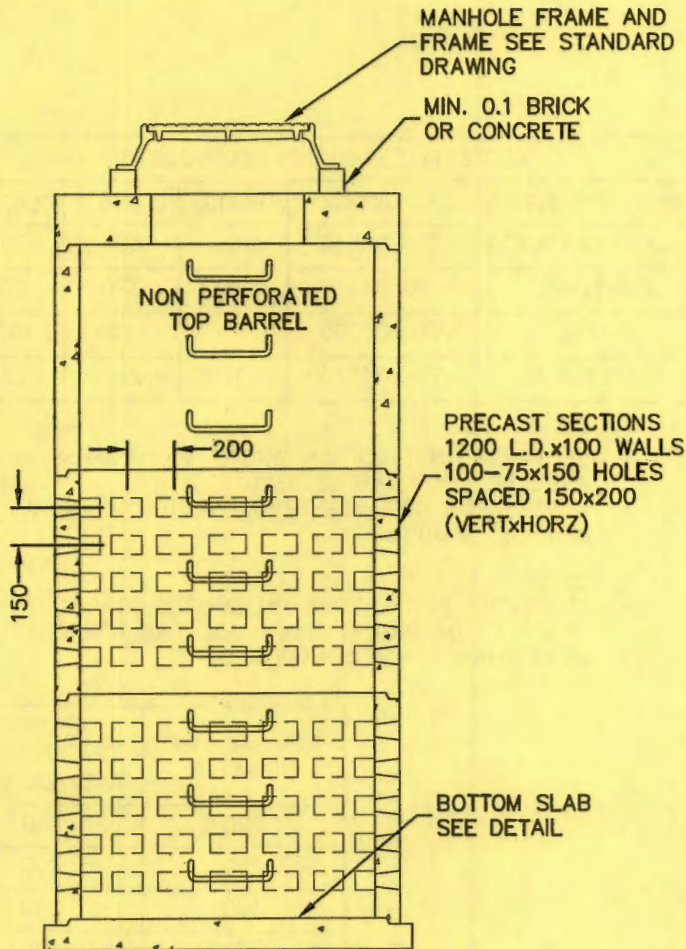 MANHOLE FRAME AND
FRAME SEE STANDARD
DRAWING
MIN. 0.1 BRICK
OR CONCRETE
NON PERFORATED
TOP BARREL
200
PRECAST SECTIONS
1200 L.D.x100 WALLS
100-75x150 HOLES
SPACED 150x200
(VERTxHORZ)
150
BOTTOM SLAB
SEE DETAIL